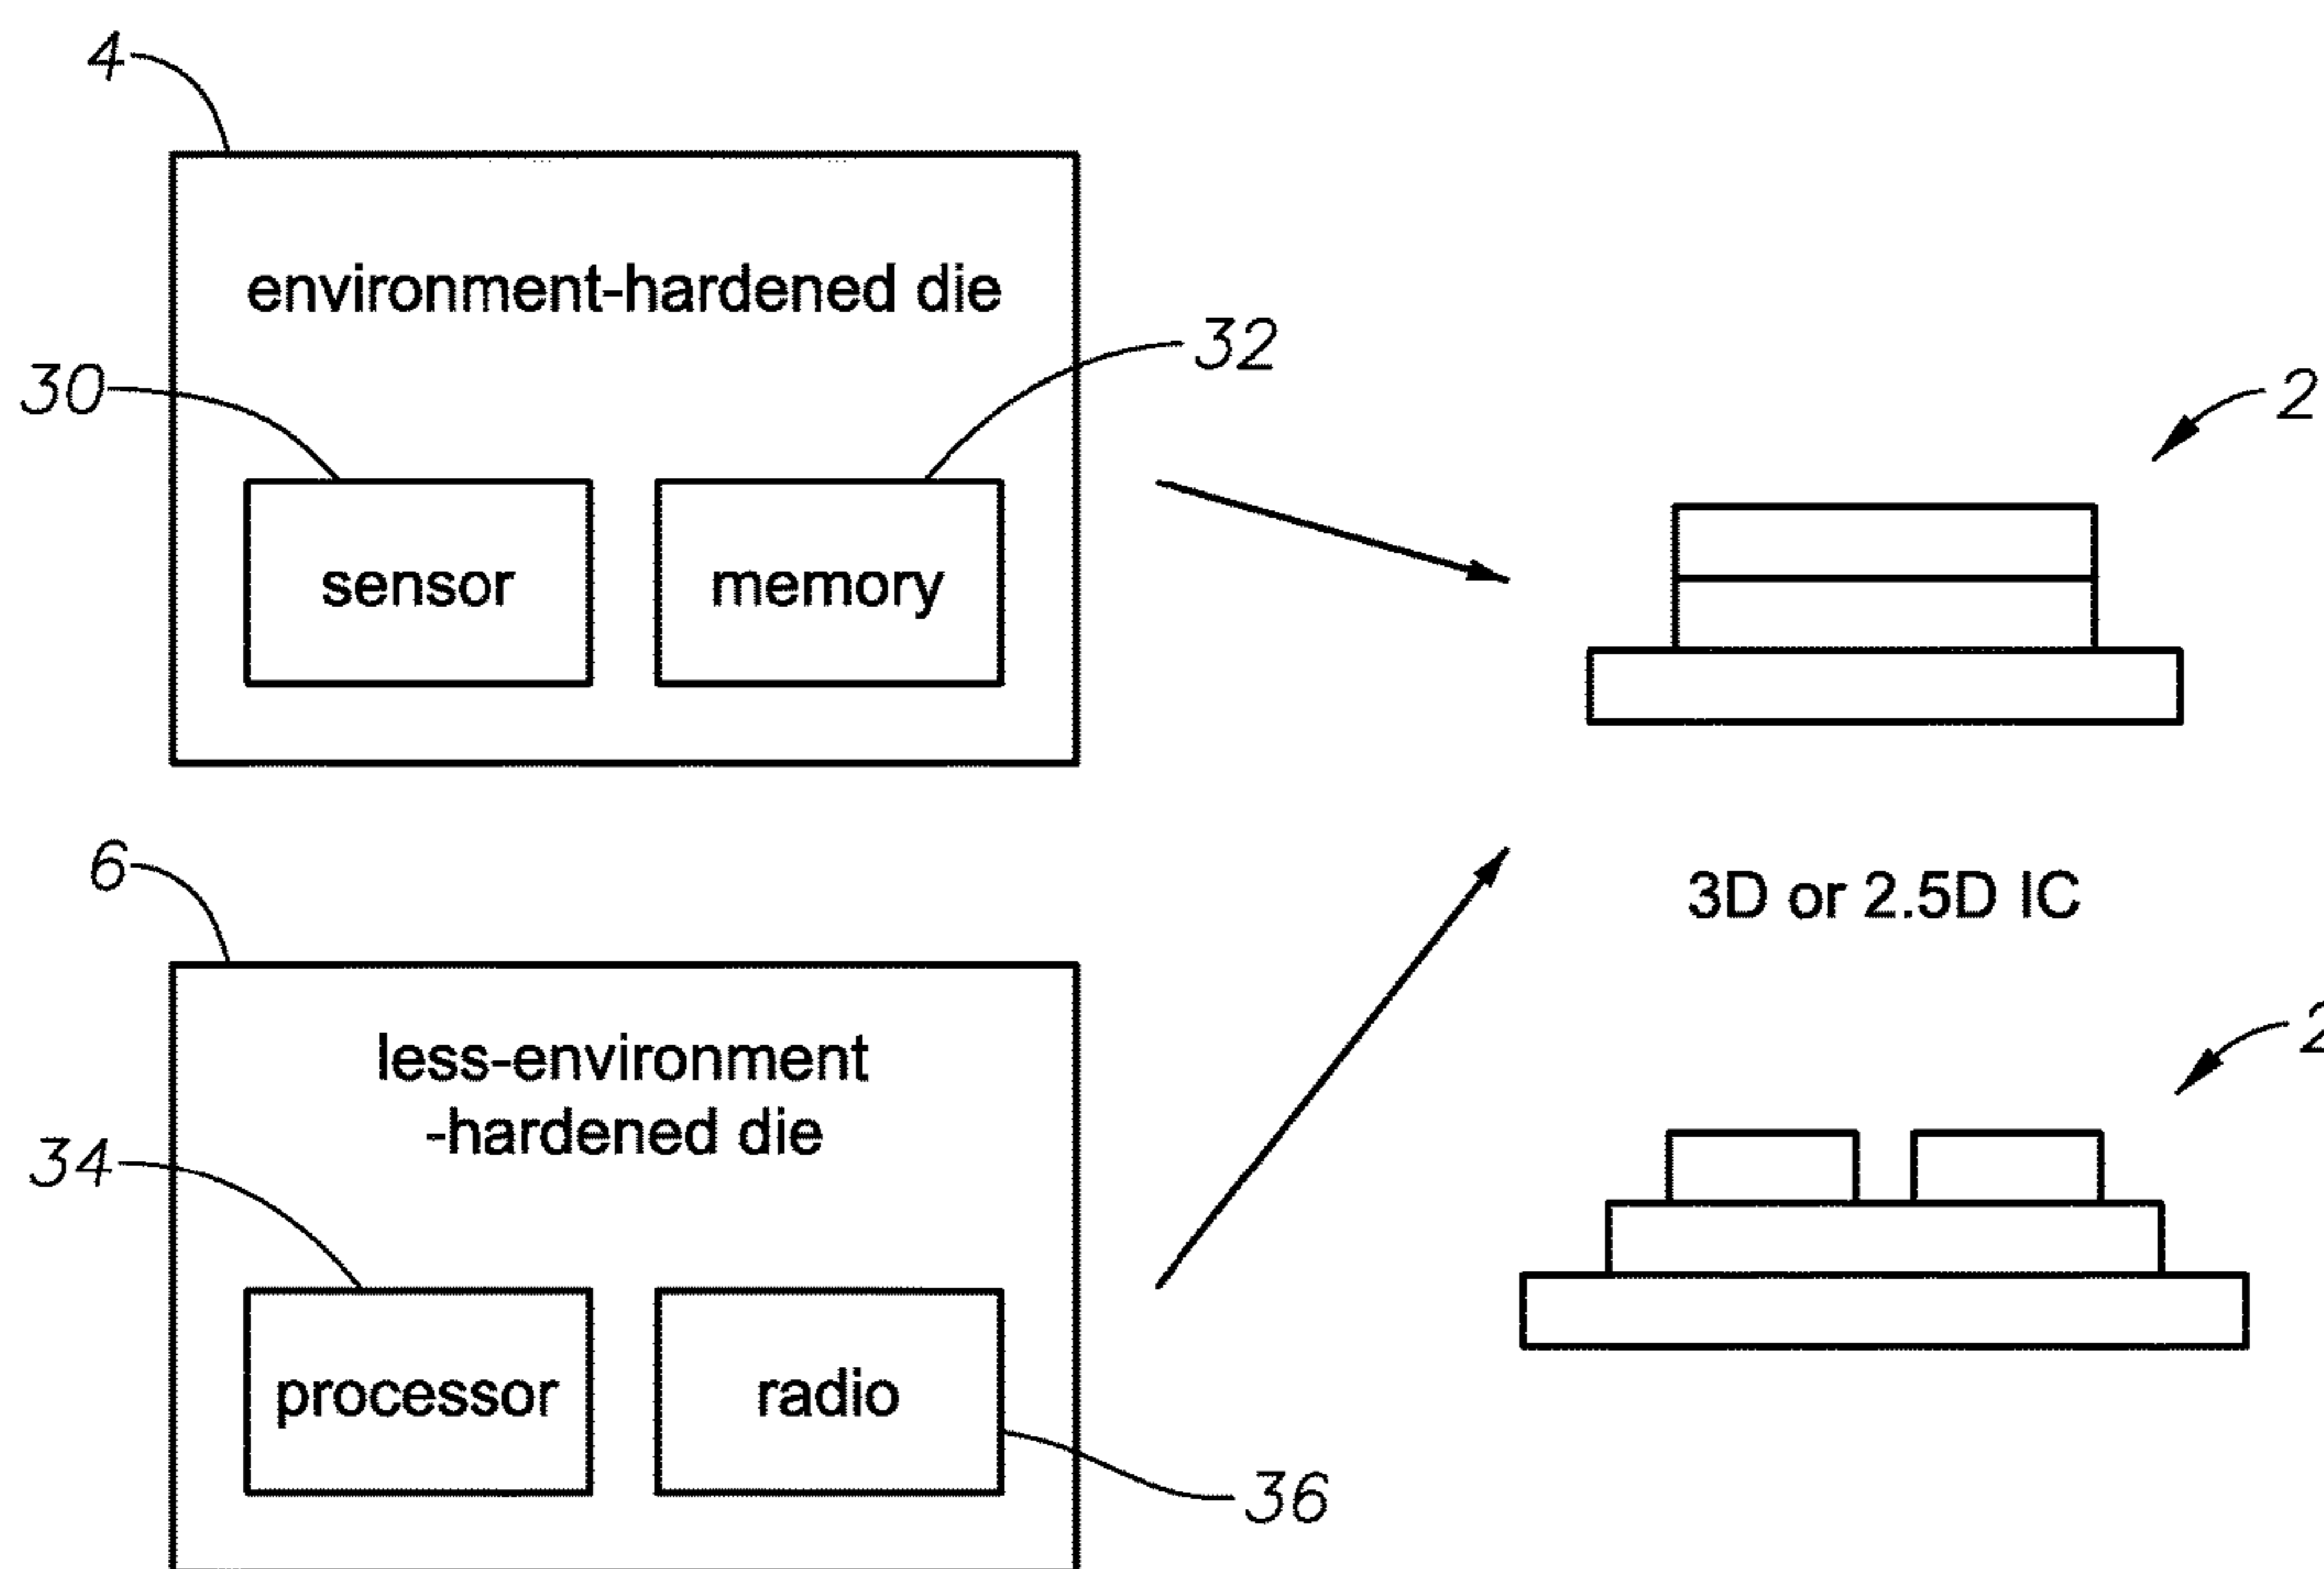 4
environment-hardened die
32
30
2
sensor
memory
6
3D or 2.5D IC
less-environment
-hardened die
34
processor
radio
36